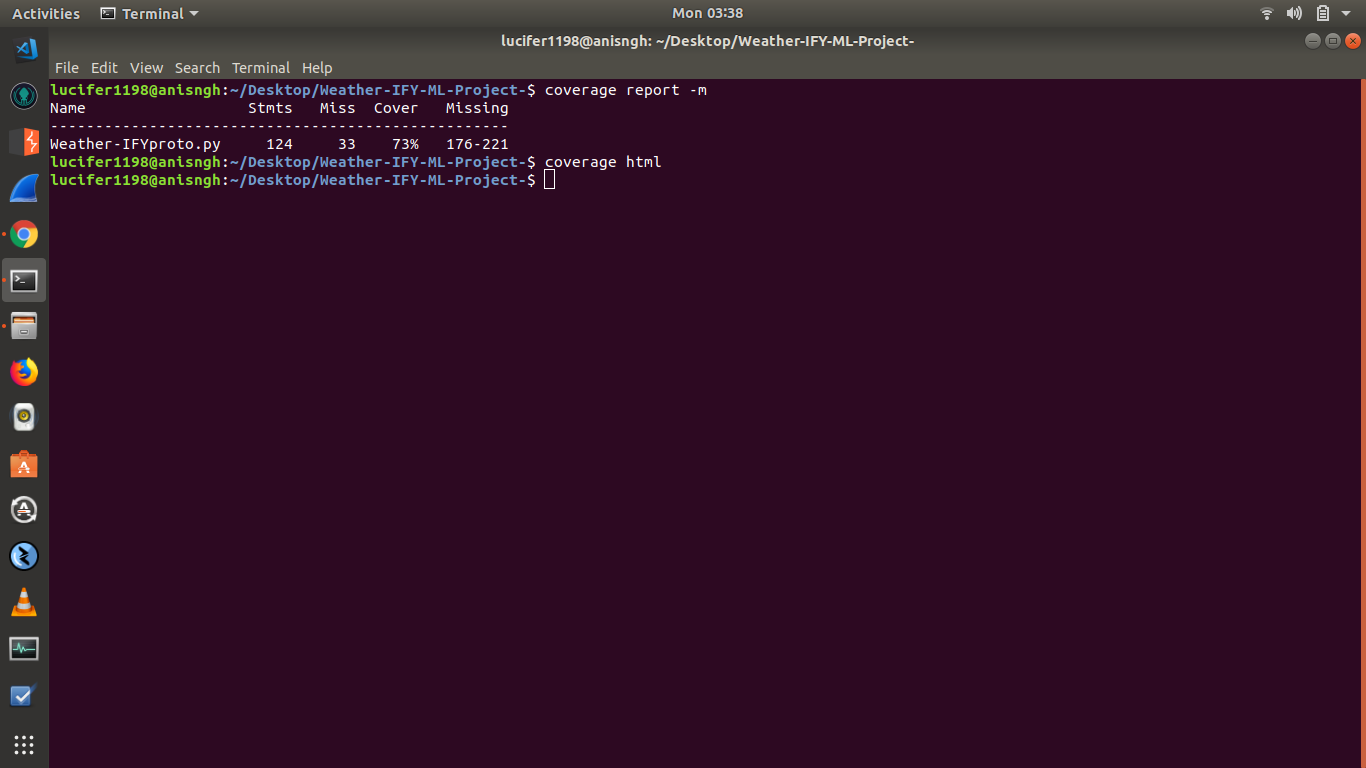 Activities Terminal Mon 03:38
lucifer1198@anisngh: ~/Desktop/Weather-IFY-ML-Project-
File Edit View Search Terminal Help
lucifer1198@anisngh:~/Desktop/Weather-IFY-ML-Project-$ coverage report -m
Name Stmts Miss Cover Missing
---------------------------------------------------
Weather-IFYproto.py 124 33 73% 176-221
lucifer1198@anisngh:~/Desktop/Weather-IFY-ML-Project-$ coverage html
lucifer1198@anisngh:~/Desktop/Weather-IFY-ML-Project-$